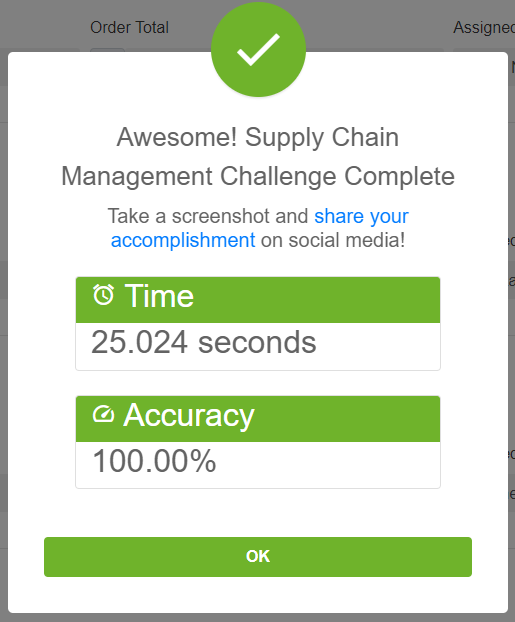 Order Total
Assigned
Awesome! Supply Chain
Management Challenge Complete
Take a screenshot and share your
accomplishment on social media!
Time
25.024 seconds
Accuracy
100.00%
OK